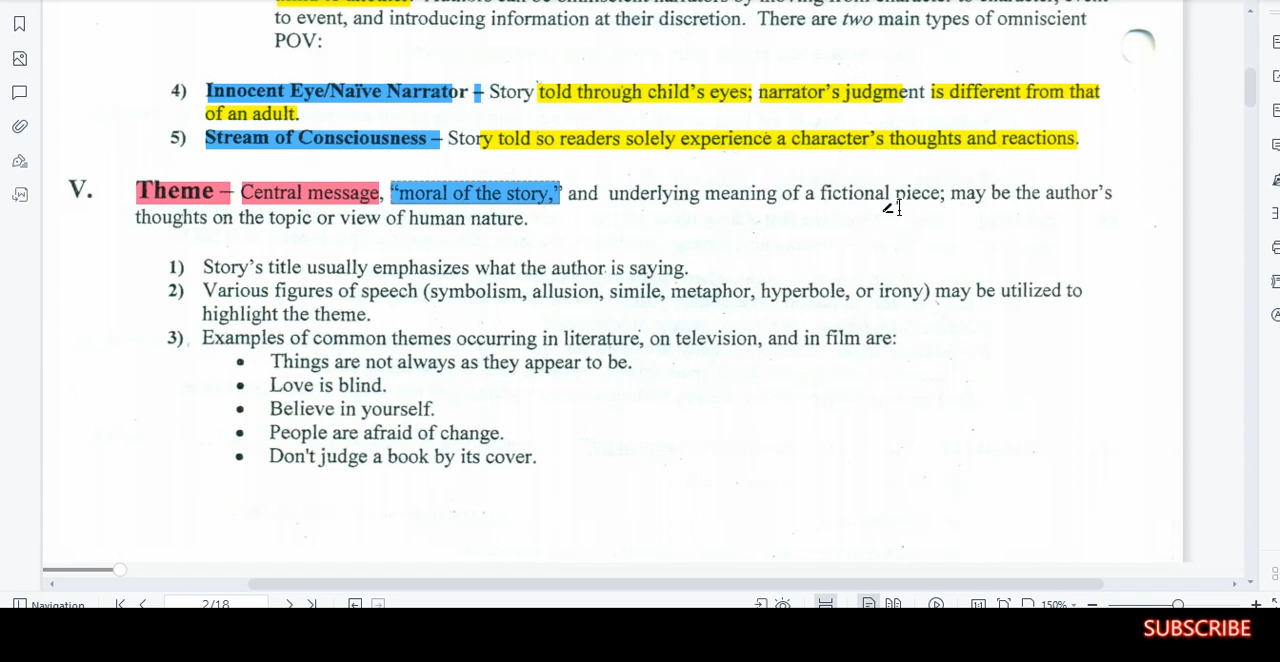 to event, and introducing information at their discretion. There are two main types of omniscient
POV:
4) Innocent Eye/Naïve Narrator – Story told through child's eyes; narrator's judgment is different from that
of an adult.
5) Stream of Consciousness – Story told so readers solely experience a character's thoughts and reactions.
V. Theme – Central message, “moral of the story,” and underlying meaning of a fictional piece; may be the author's
thoughts on the topic or view of human nature.
1) Story's title usually emphasizes what the author is saying.
2) Various figures of speech (symbolism, allusion, simile, metaphor, hyperbole, or irony) may be utilized to
highlight the theme.
3) Examples of common themes occurring in literature, on television, and in film are:
• Things are not always as they appear to be.
• Love is blind.
• Believe in yourself.
• People are afraid of change.
• Don't judge a book by its cover.
Navigation 2/18 150%
SUBSCRIBE